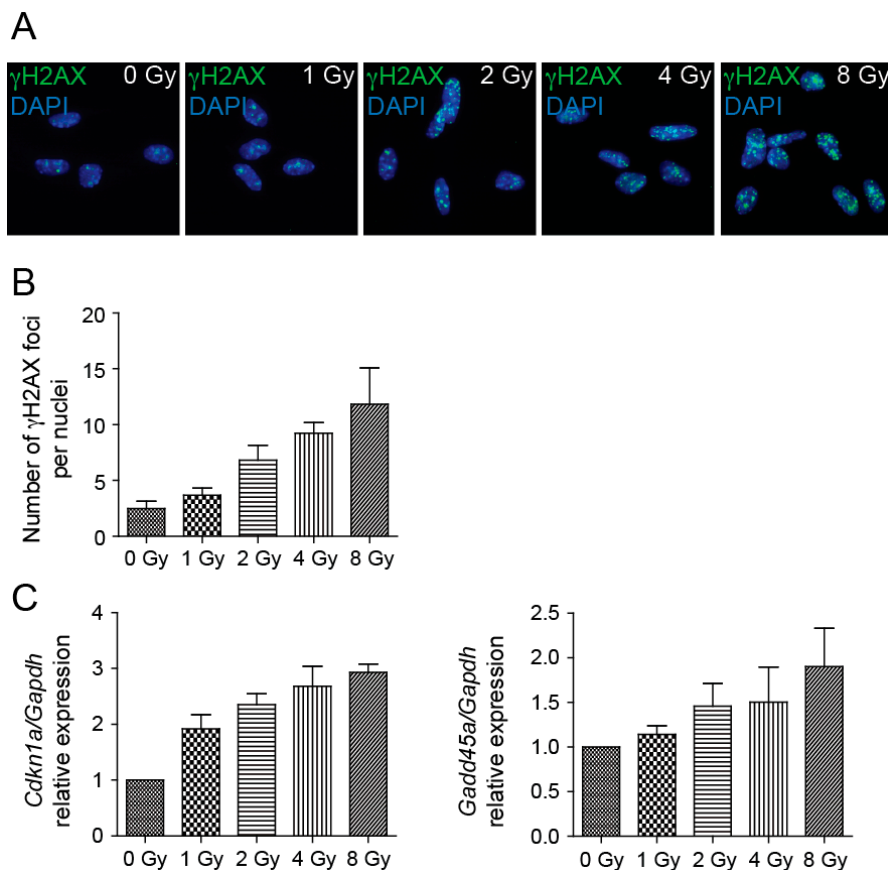 A
γH2AX 0 Gy
DAPI
γH2AX 1 Gy
DAPI
γH2AX 2 Gy
DAPI
γH2AX 4 Gy
DAPI
γH2AX 8 Gy
DAPI
B
Number of γH2AX foci
per nuclei
20
15
10
5
0
0 Gy 1 Gy 2 Gy 4 Gy 8 Gy
C
Cdkn1a/Gapdh
relative expression
4
3
2
1
0
0 Gy 1 Gy 2 Gy 4 Gy 8 Gy
Gadd45a/Gapdh
relative expression
2.5
2.0
1.5
1.0
0.5
0.0
0 Gy 1 Gy 2 Gy 4 Gy 8 Gy